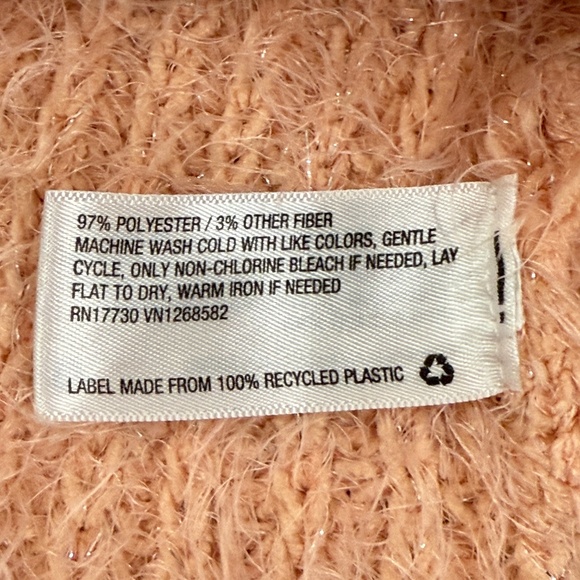 97% POLYESTER / 3% OTHER FIBER
MACHINE WASH COLD WITH LIKE COLORS, GENTLE
CYCLE, ONLY NON-CHLORINE BLEACH IF NEEDED, LAY
FLAT TO DRY, WARM IRON IF NEEDED
RN17730 VN1268582
LABEL MADE FROM 100% RECYCLED PLASTIC